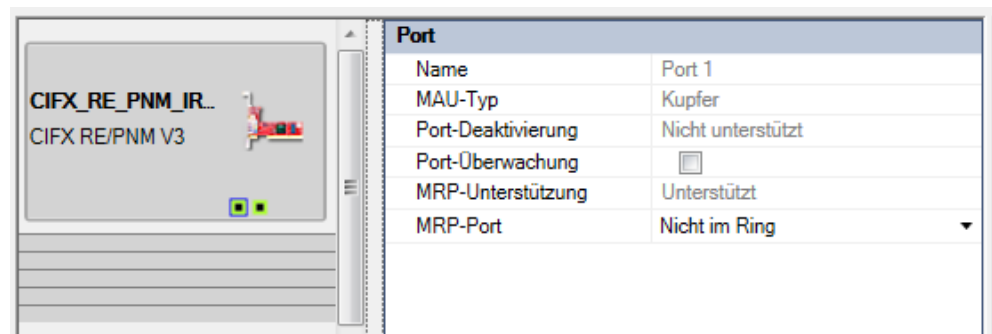 CIFX_RE_PNM_IR...
CIFX RE/PNM V3
Port
Name Port 1
MAU-Typ Kupfer
Port-Deaktivierung Nicht unterstützt
Port-Überwachung
MRP-Unterstützung Unterstützt
MRP-Port Nicht im Ring